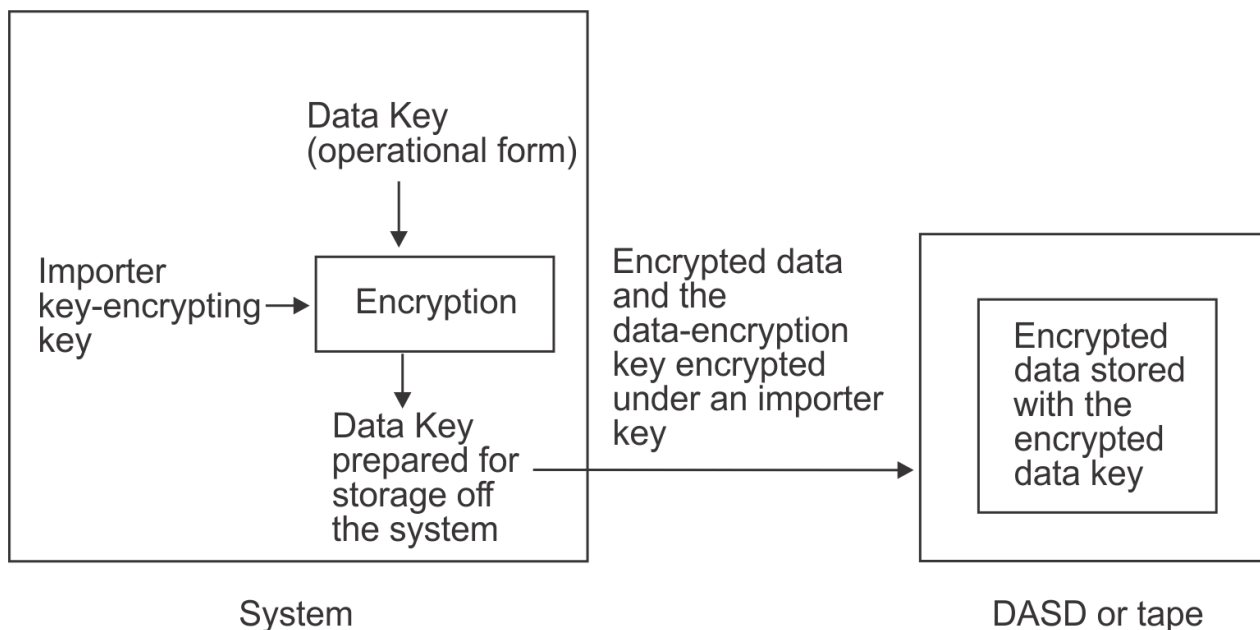 Data Key
(operational form)
Importer
key-encrypting
key
Encryption
Data Key
prepared for
storage off
the system
Encrypted data
and the
data-encryption
key encrypted
under an importer
key
Encrypted
data stored
with the
encrypted
data key
System
DASD or tape